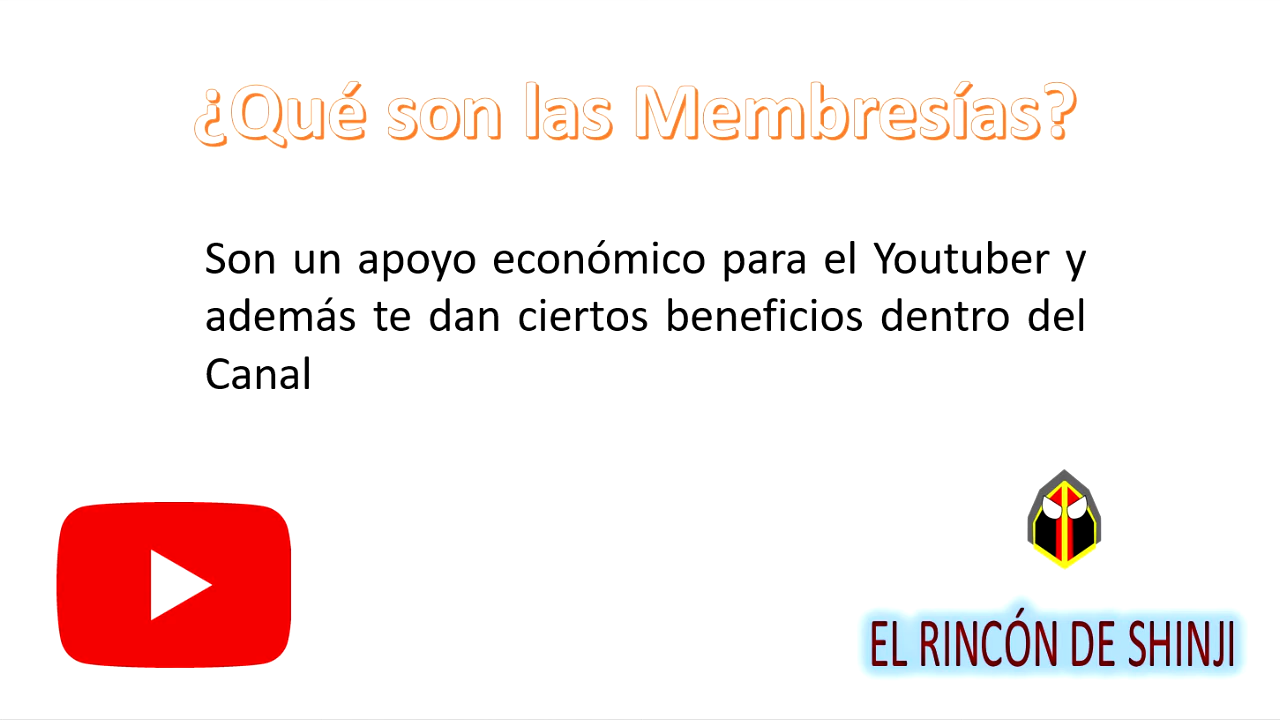 ¿Qué son las Membresías?
Son un apoyo económico para el Youtuber y
además te dan ciertos beneficios dentro del
Canal
EL RINCÓN DE SHINJI